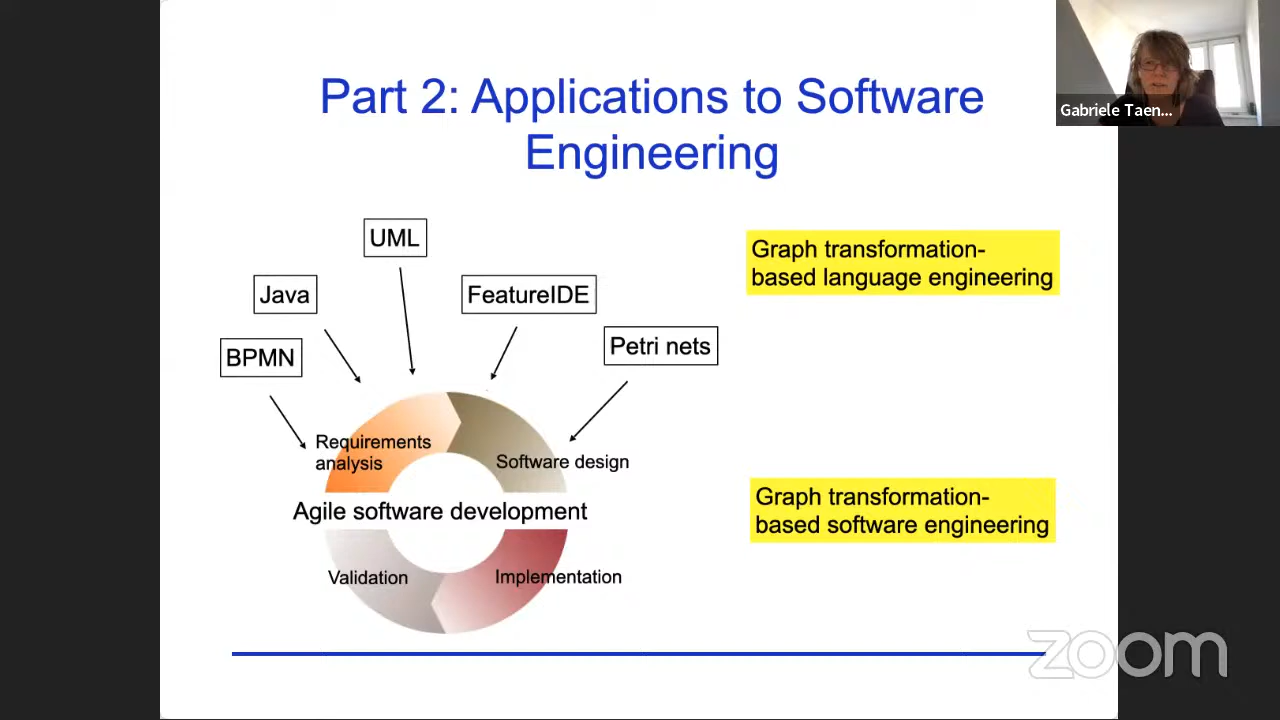 Part 2: Applications to Software
Engineering
Gabriele Taen...
UML
Java
FeatureIDE
BPMN
Petri nets
Graph transformation-
based language engineering
Requirements
analysis
Software design
Agile software development
Validation
Implementation
Graph transformation-
based software engineering
zoom